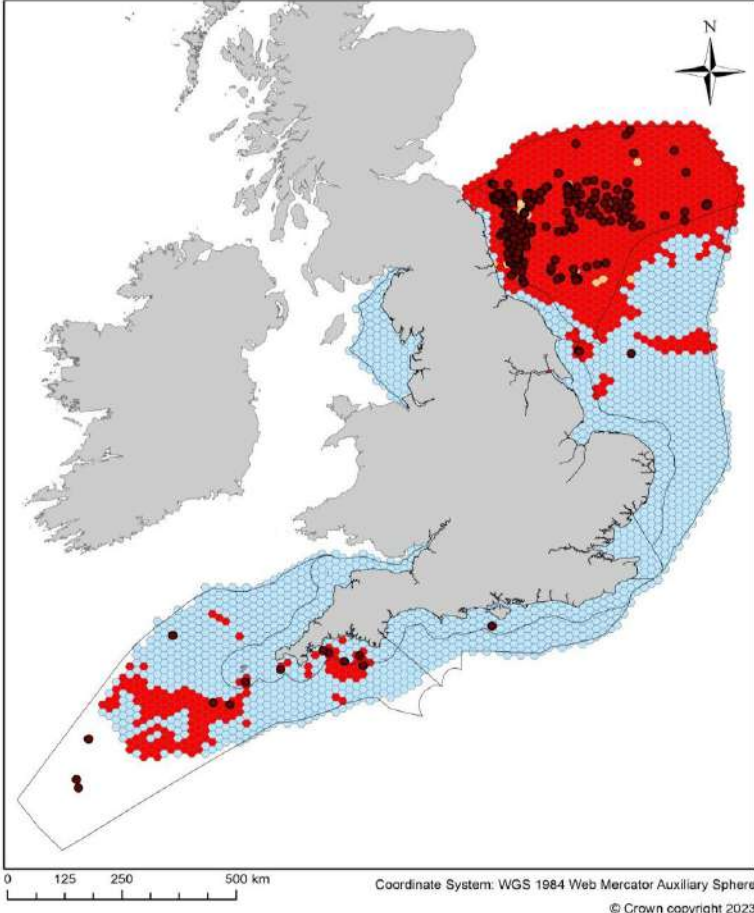 N
0 125 250 500 km
Coordinate System: WGS 1984 Web Mercator Auxiliary Sphere
© Crown copyright 2023